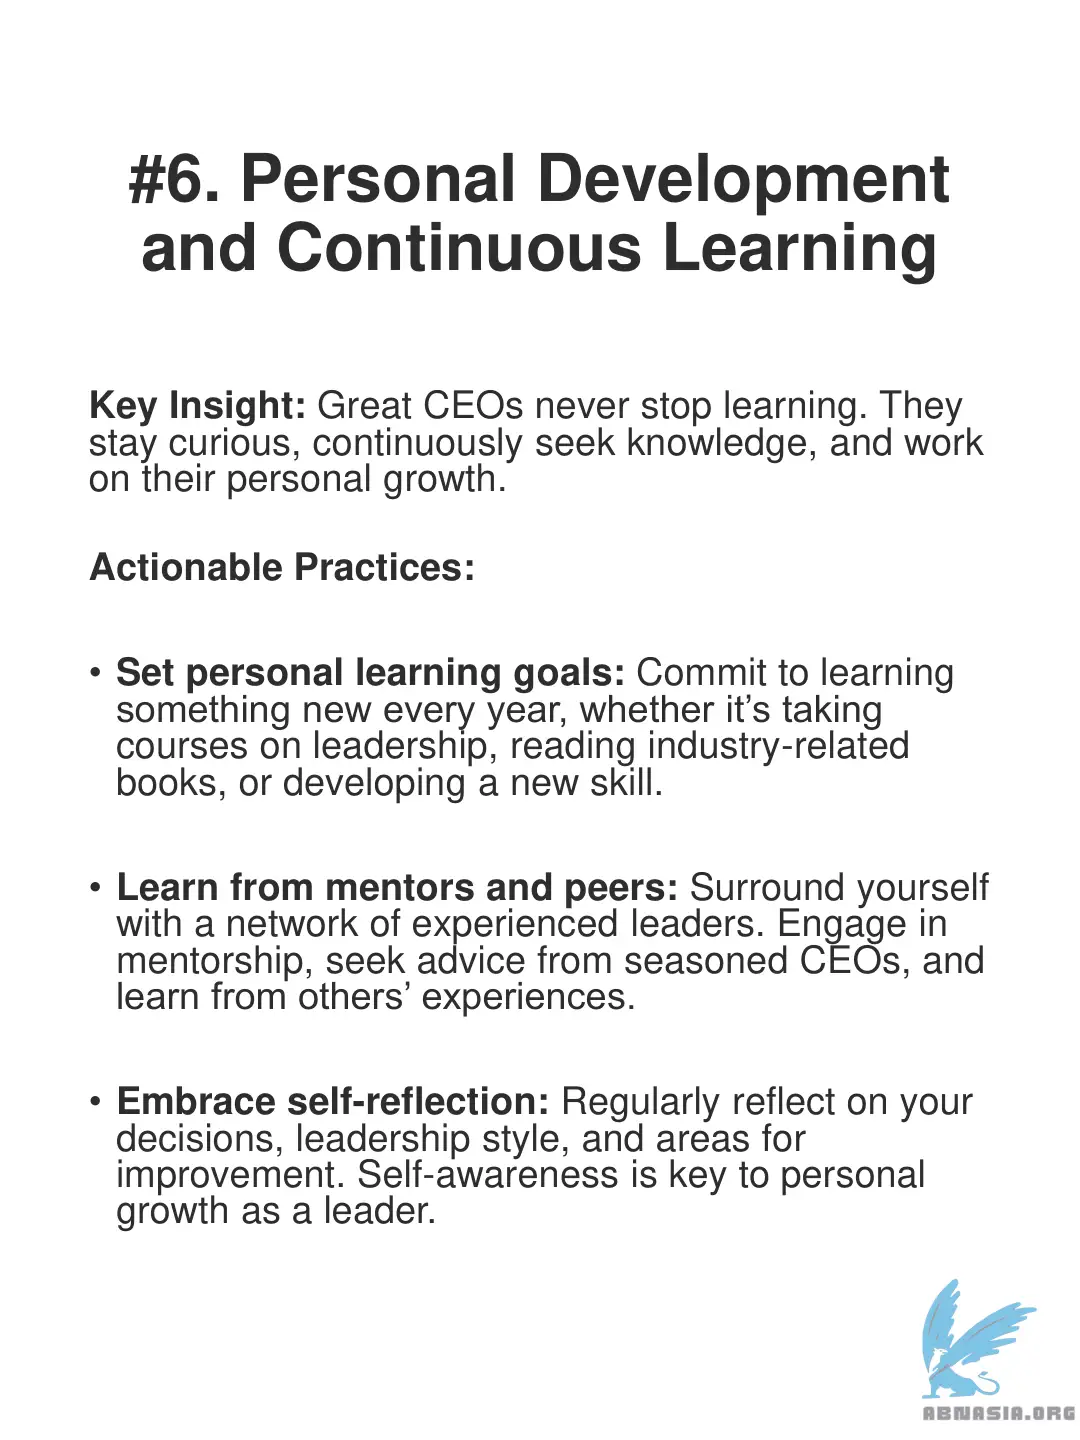 #6. Personal Development
and Continuous Learning
Key Insight: Great CEOs never stop learning. They
stay curious, continuously seek knowledge, and work
on their personal growth.
Actionable Practices:
• Set personal learning goals: Commit to learning
something new every year, whether it’s taking
courses on leadership, reading industry-related
books, or developing a new skill.
• Learn from mentors and peers: Surround yourself
with a network of experienced leaders. Engage in
mentorship, seek advice from seasoned CEOs, and
learn from others’ experiences.
• Embrace self-reflection: Regularly reflect on your
decisions, leadership style, and areas for
improvement. Self-awareness is key to personal
growth as a leader.
ABNASIA.ORG